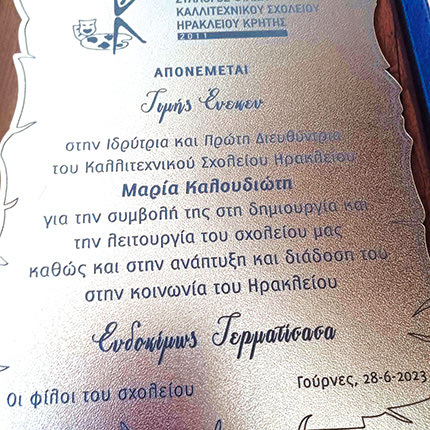 ΚΑΛΛΙΤΕΧΝΙΚΟΥ ΣΧΟΛΕΙΟΥ
ΗΡΑΚΛΕΙΟΥ ΚΡΗΤΗΣ
2011
ΑΠΟΝΕΜΕΤΑΙ
Τιμής Ενεκεν
στην Ιδρύτρια και Πρώτη Διευθύντρια
του Καλλιτεχνικού Σχολείου Ηρακλείου
Μαρία Καλουδιώτη
για την συμβολή της στη δημιουργία και
την λειτουργία του σχολείου μας
καθώς και στην ανάπτυξη και διάδοση του
στην κοινωνία του Ηρακλείου
Ευδοκίμως Τερματίσασα
Γούρνες, 28-6-2023
Οι φίλοι του σχολείου